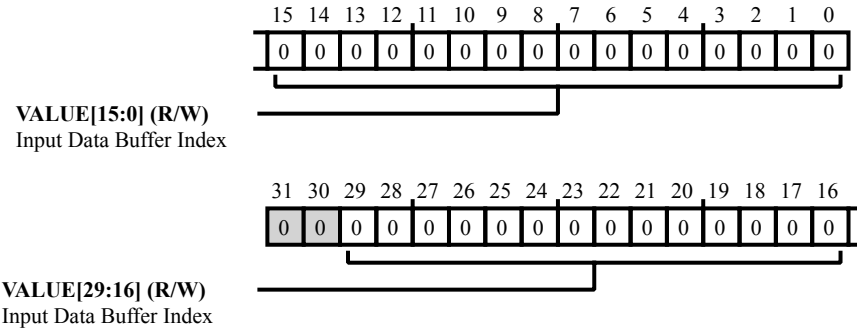 15 14 13 12 11 10 9 8 7 6 5 4 3 2 1 0
0 0 0 0 0 0 0 0 0 0 0 0 0 0 0 0
VALUE[15:0] (R/W)
Input Data Buffer Index
31 30 29 28 27 26 25 24 23 22 21 20 19 18 17 16
0 0 0 0 0 0 0 0 0 0 0 0 0 0 0 0
VALUE[29:16] (R/W)
Input Data Buffer Index